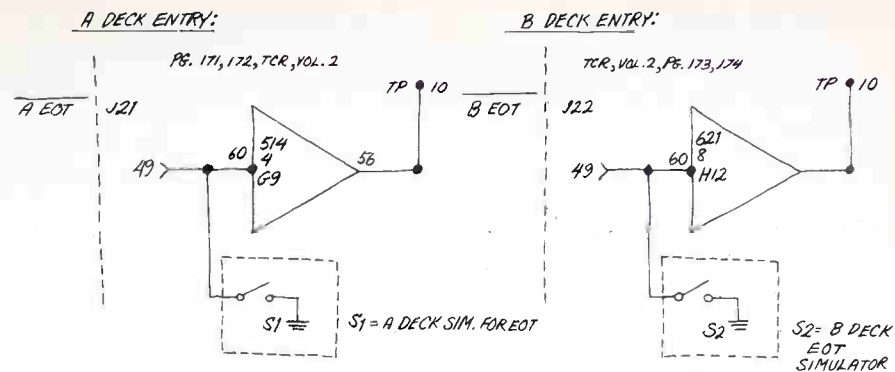 A DECK ENTRY:
PG. 171, 172, TCR, VOL. 2
A EOT
J21
49
60
514
4
G9
56
TP 10
S1
S1 = A DECK SIM. FOR EOT
B DECK ENTRY:
TCR, VOL. 2, PG. 173, 174
B EOT
J22
49
60
621
8
H12
TP 10
S2
S2 = B DECK
EOT
SIMULATOR